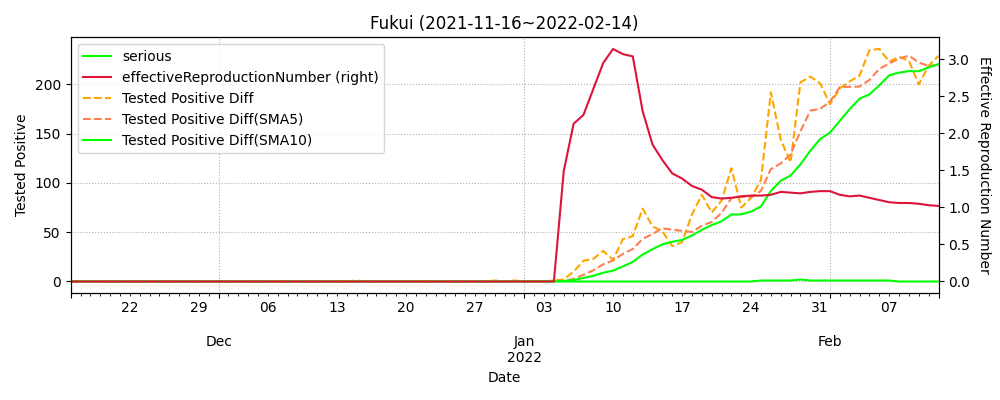 Fukui (2021-11-16~2022-02-14)
serious
effectiveReproductionNumber (right)
Tested Positive Diff
Tested Positive Diff(SMA5)
Tested Positive Diff(SMA10)
Tested Positive
200
150
100
50
0
Effective Reproduction Number
3.0
2.5
2.0
1.5
1.0
0.5
0.0
22 29 06 13 20 27 03 10 17 24 31 07
Dec Jan Feb
2022
Date